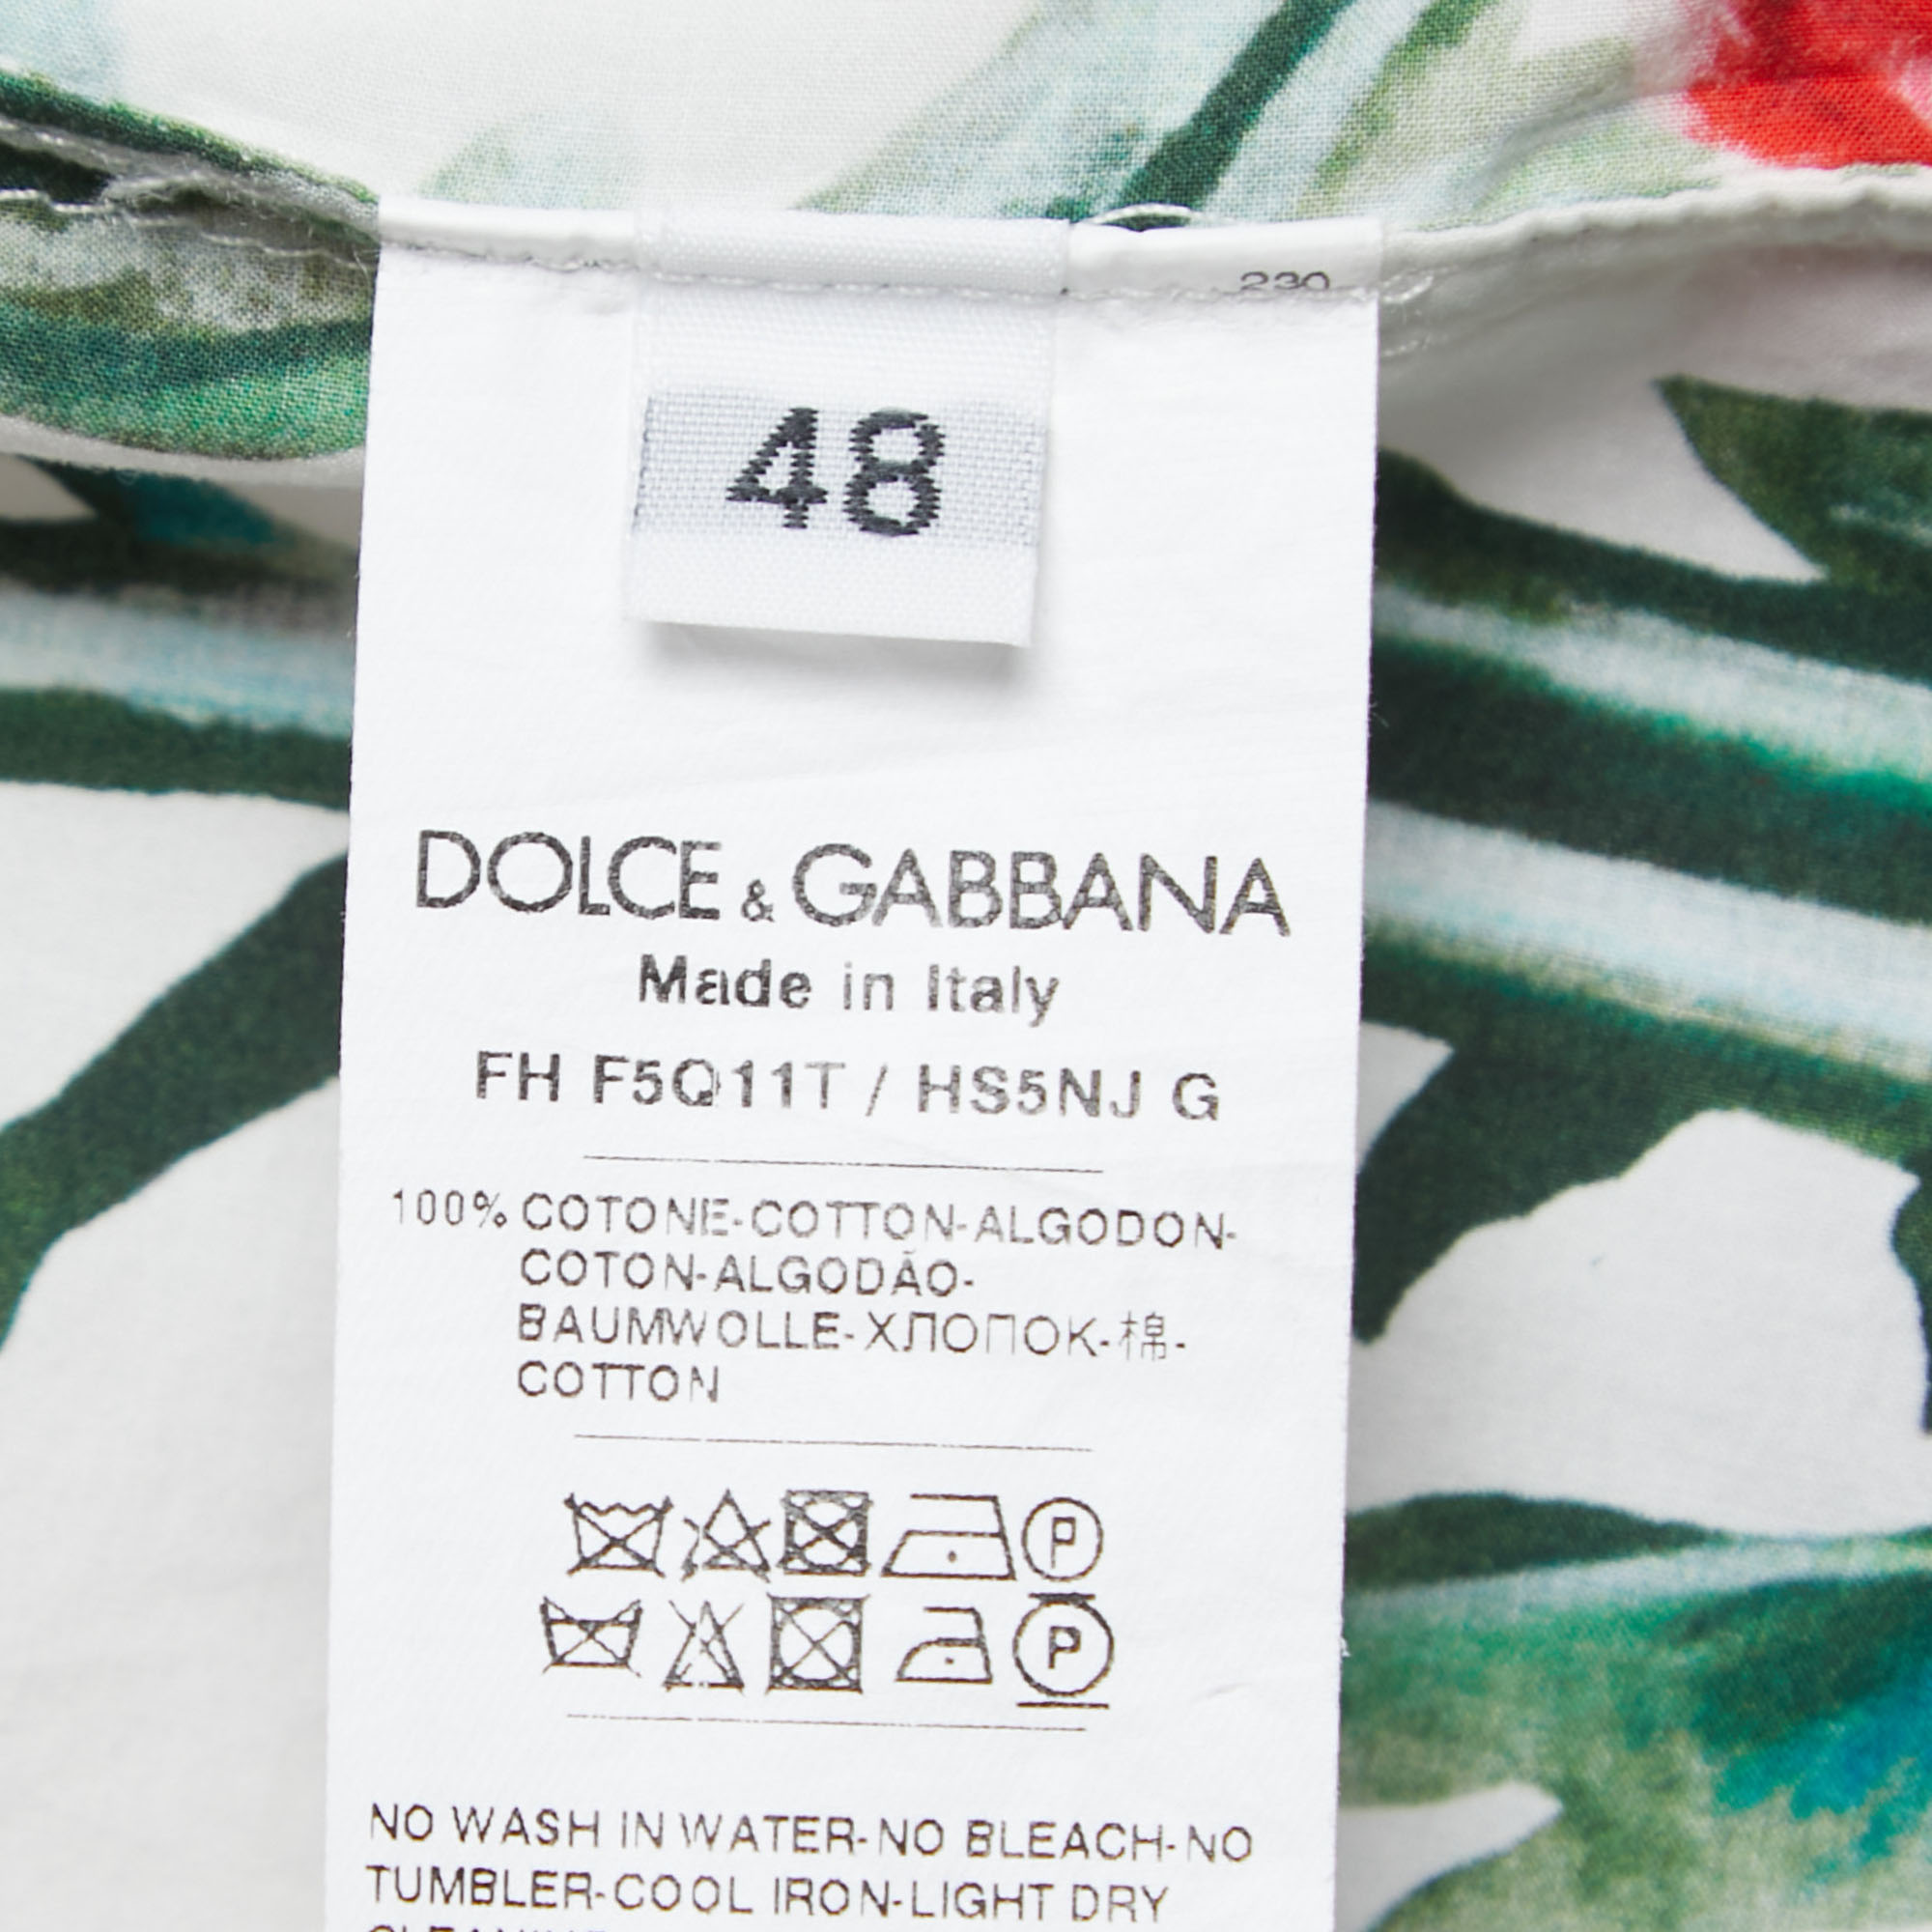 230
48
DOLCE & GABBANA
Made in Italy
FH F5Q11T / HS5NJ G
100% COTONE-COTTON-ALGODON-
COTON-ALGODÃO-
BAUMWOLLE-ХЛОПОК-棉-
COTTON
P
P
NO WASH IN WATER-NO BLEACH-NO
TUMBLER-COOL IRON-LIGHT DRY